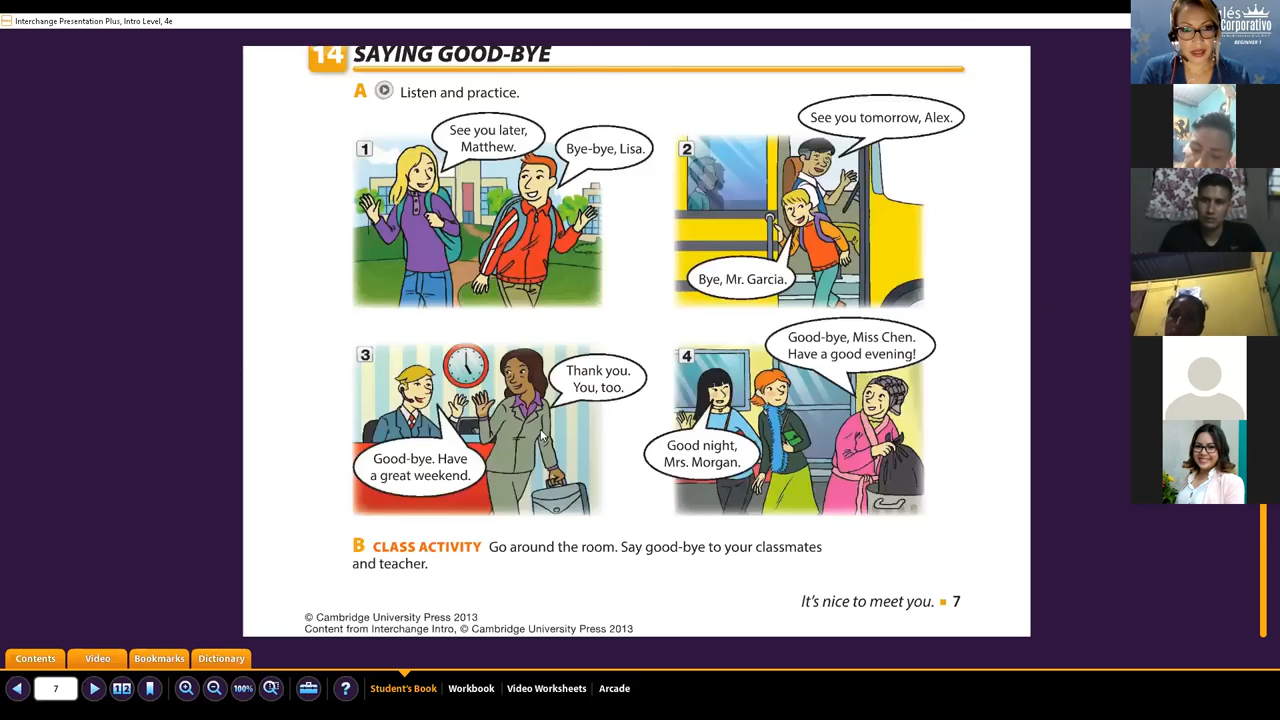 Interchange Presentation Plus, Intro Level, 4e
lés
Corporativo
BEGINNER 1
14 SAYING GOOD-BYE
A Listen and practice.
1
See you later,
Matthew.
Bye-bye, Lisa.
2
See you tomorrow, Alex.
Bye, Mr. Garcia.
3
Thank you.
You, too.
Good-bye. Have
a great weekend.
4
Good-bye, Miss Chen.
Have a good evening!
Good night,
Mrs. Morgan.
B CLASS ACTIVITY Go around the room. Say good-bye to your classmates
and teacher.
It's nice to meet you. ■ 7
© Cambridge University Press 2013
Content from Interchange Intro, © Cambridge University Press 2013
Contents Video Bookmarks Dictionary
7 12 100% ? Student's Book Workbook Video Worksheets Arcade